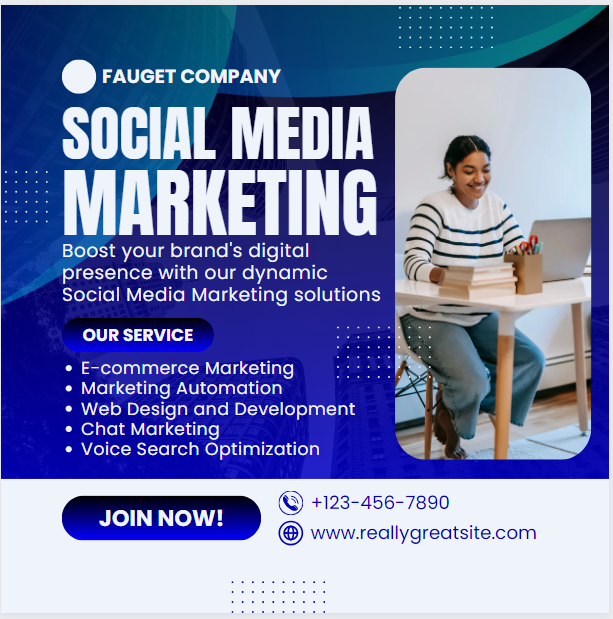 FAUGET COMPANY
SOCIAL MEDIA
MARKETING
Boost your brand's digital
presence with our dynamic
Social Media Marketing solutions
OUR SERVICE
• E-commerce Marketing
• Marketing Automation
• Web Design and Development
• Chat Marketing
• Voice Search Optimization
JOIN NOW!
+123-456-7890
www.reallygreatsite.com